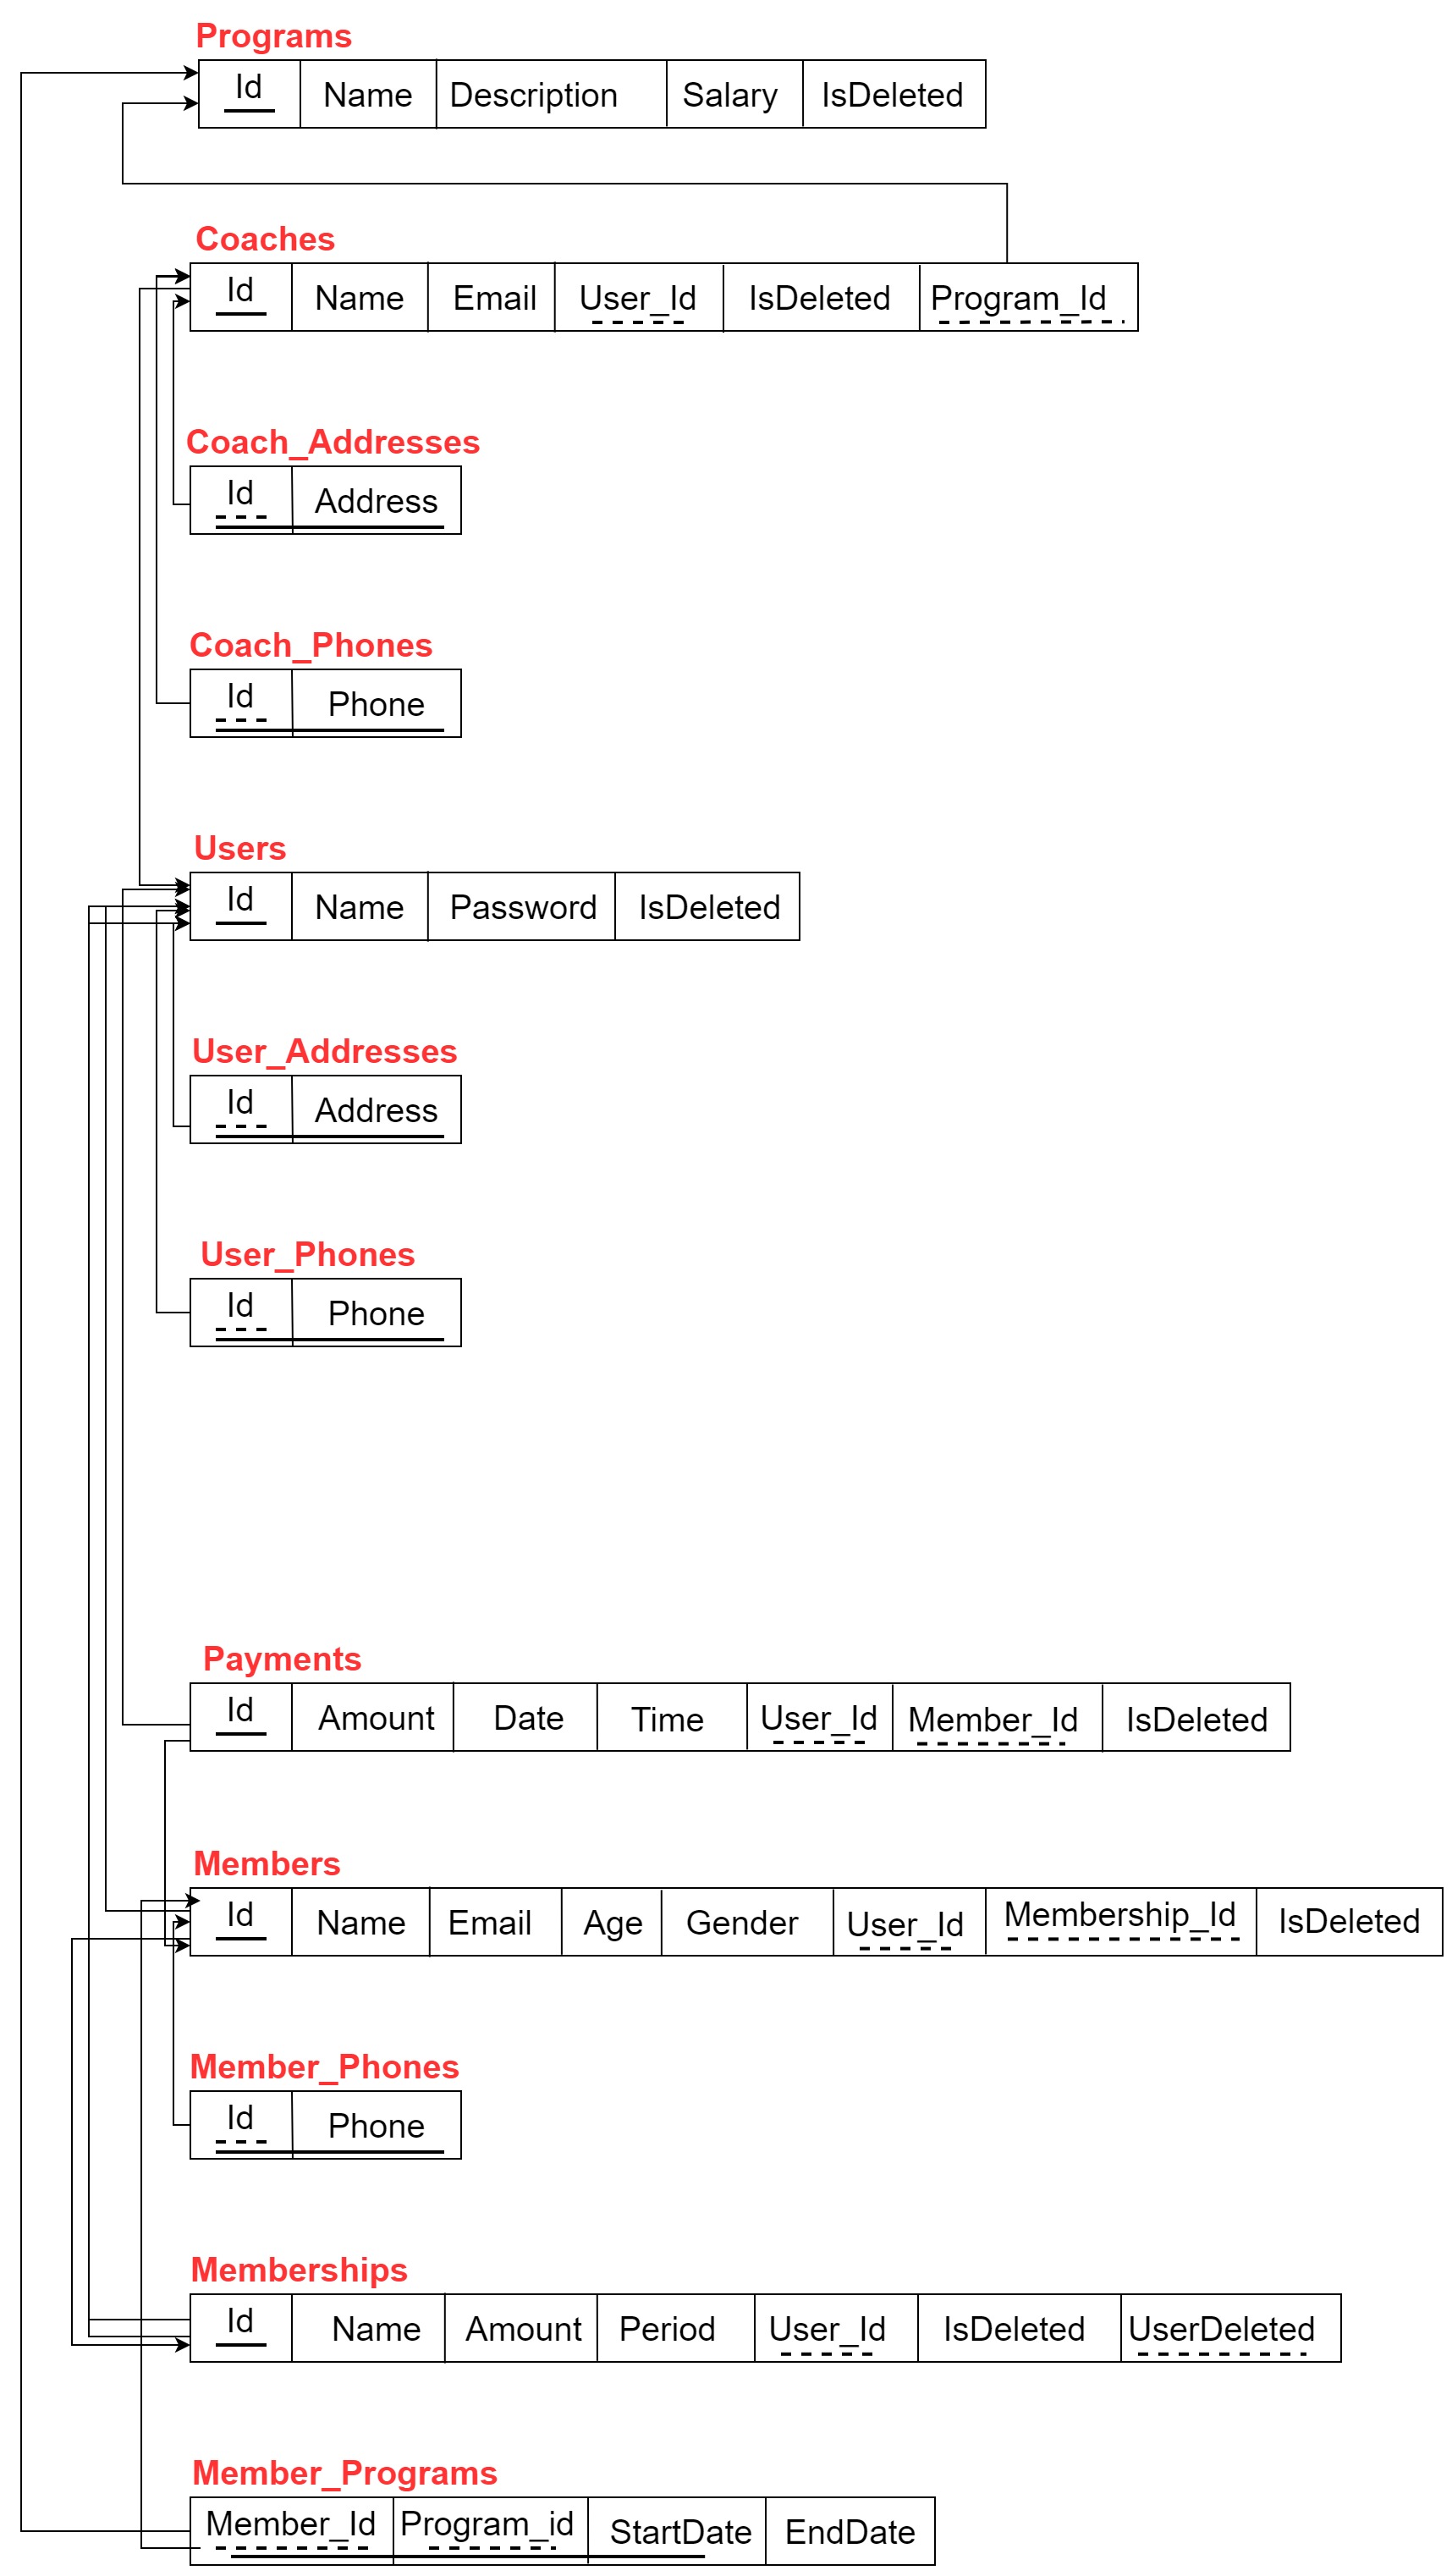 Programs
Id Name Description Salary IsDeleted
Coaches
Id Name Email User_Id IsDeleted Program_Id
Coach_Addresses
Id Address
Coach_Phones
Id Phone
Users
Id Name Password IsDeleted
User_Addresses
Id Address
User_Phones
Id Phone
Payments
Id Amount Date Time User_Id Member_Id IsDeleted
Members
Id Name Email Age Gender User_Id Membership_Id IsDeleted
Member_Phones
Id Phone
Memberships
Id Name Amount Period User_Id IsDeleted UserDeleted
Member_Programs
Member_Id Program_id StartDate EndDate